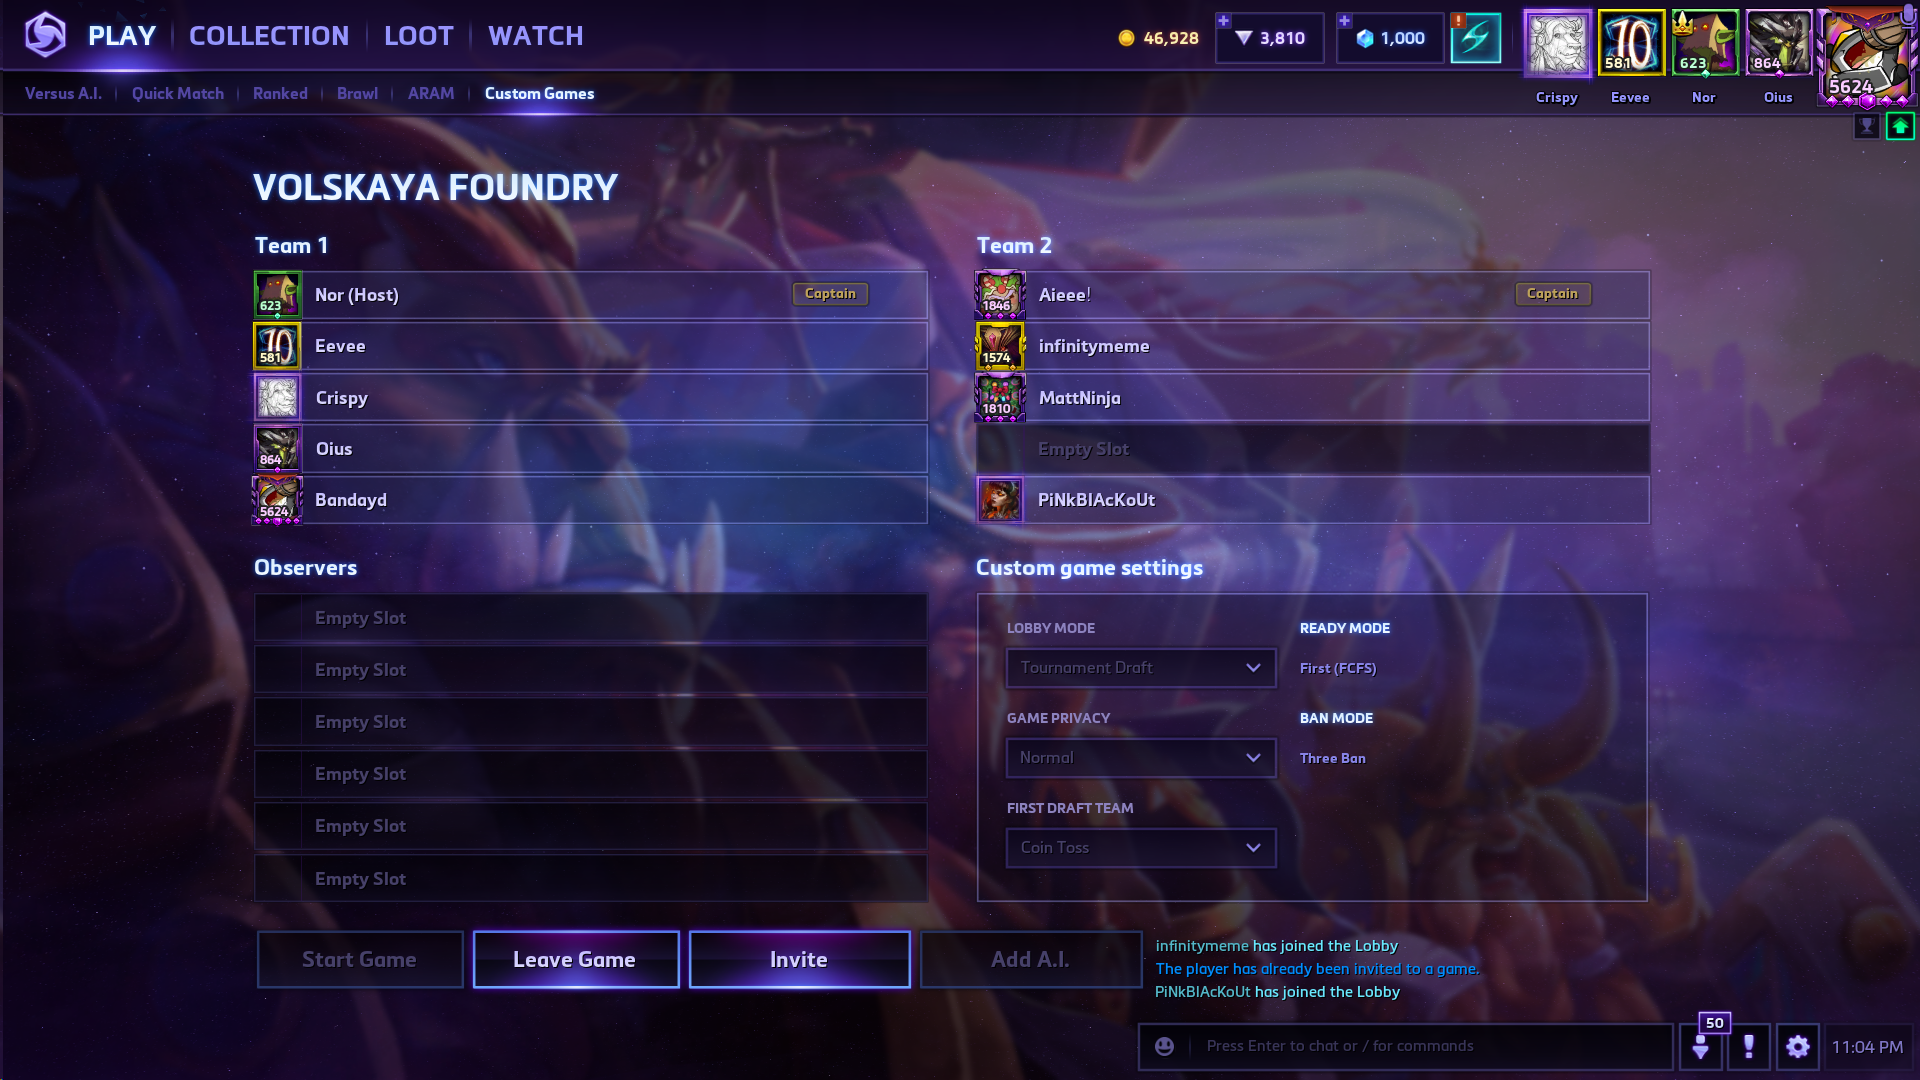 PLAY COLLECTION LOOT WATCH
46,928 3,810 1,000
581 623 864 5624
Crispy Eevee Nor Oius
Versus A.I. Quick Match Ranked Brawl ARAM Custom Games
VOLSKAYA FOUNDRY
Team 1
623 Nor (Host) Captain
581 Eevee
Crispy
864 Oius
5624 Bandayd
Team 2
1846 Aieee! Captain
1574 infinitymeme
1810 MattNinja
Empty Slot
PiNkBlAcKoUt
Observers
Empty Slot
Empty Slot
Empty Slot
Empty Slot
Empty Slot
Empty Slot
Custom game settings
LOBBY MODE READY MODE
Tournament Draft First (FCFS)
GAME PRIVACY BAN MODE
Normal Three Ban
FIRST DRAFT TEAM
Coin Toss
Start Game Leave Game Invite Add A.I.
infinitymeme has joined the Lobby
The player has already been invited to a game.
PiNkBlAcKoUt has joined the Lobby
Press Enter to chat or / for commands
50
11:04 PM